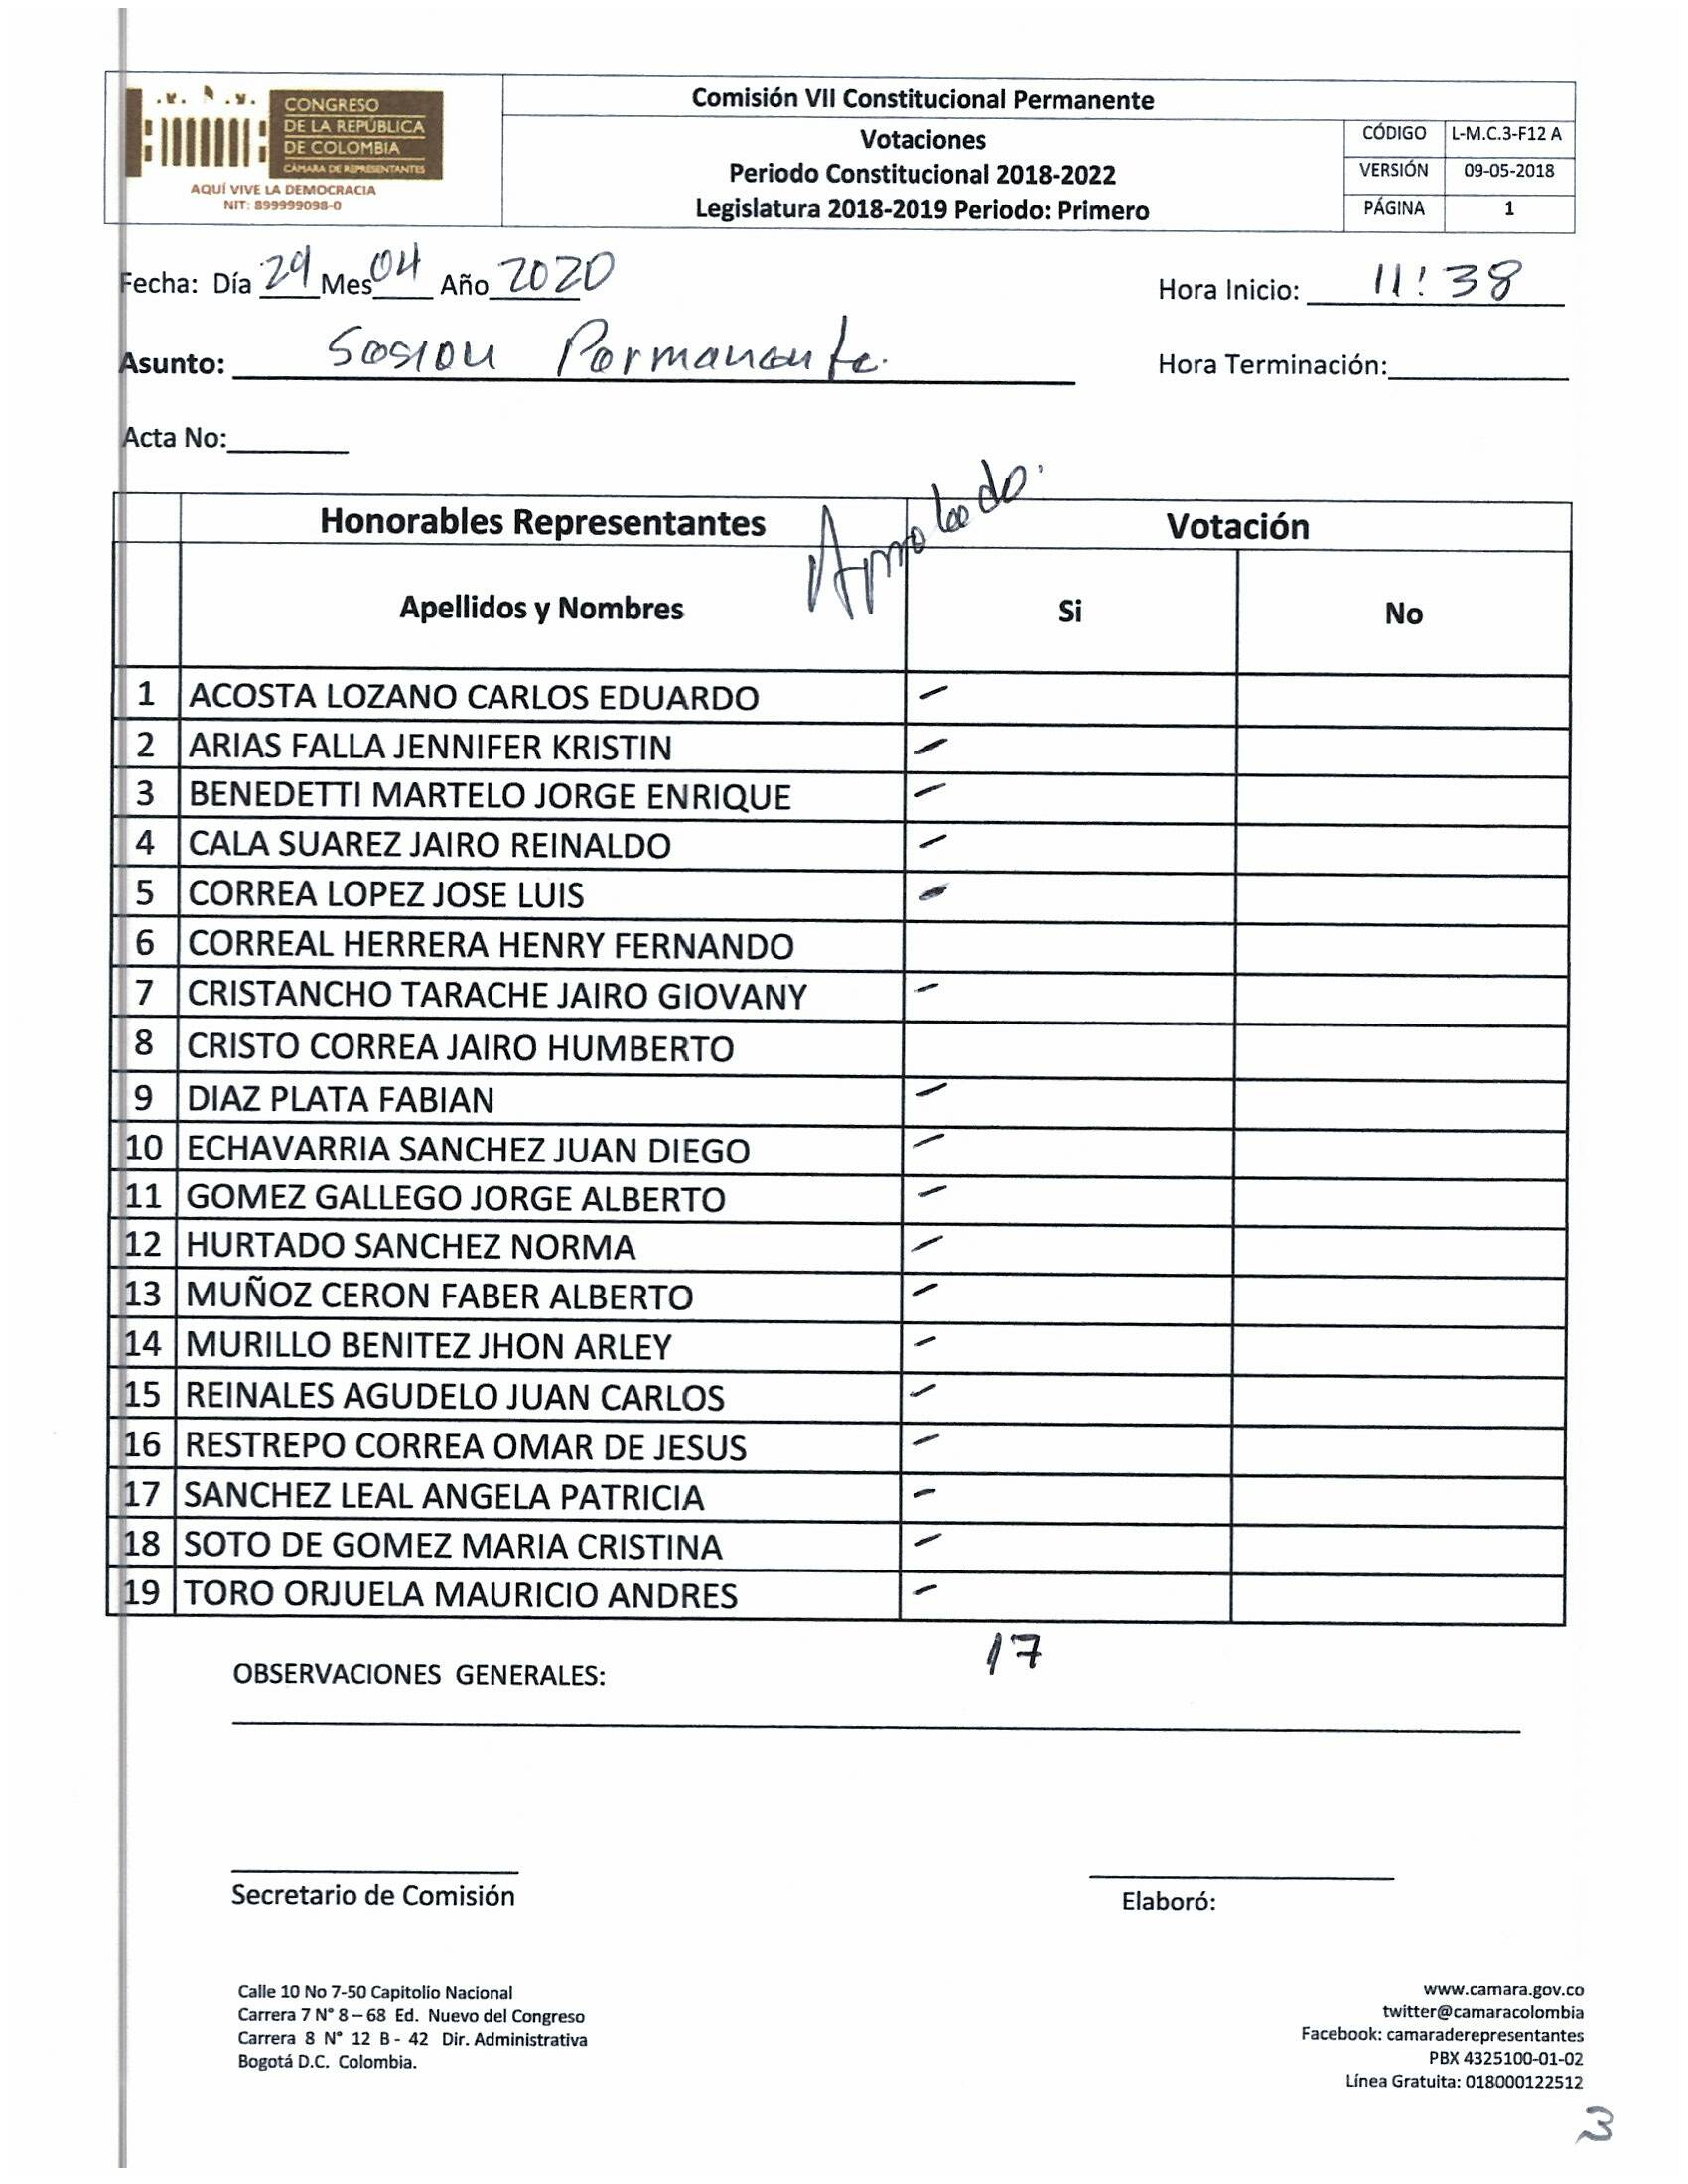 CONGRESO
DE LA REPÚBLICA
DE COLOMBIA
CÁMARA DE REPRESENTANTES
AQUÍ VIVE LA DEMOCRACIA
NIT: 899999098-0
Comisión VII Constitucional Permanente
Votaciones
Periodo Constitucional 2018-2022
Legislatura 2018-2019 Periodo: Primero
CÓDIGO L-M.C.3-F12 A
VERSIÓN 09-05-2018
PÁGINA 1
Fecha: Día 29 Mes 04 Año 2020 Hora Inicio: 11:38
Asunto: Sesion Permanente. Hora Terminación:
Acta No:
Aprobado.
Honorables Representantes Votación
Apellidos y Nombres Si No
1 ACOSTA LOZANO CARLOS EDUARDO –
2 ARIAS FALLA JENNIFER KRISTIN –
3 BENEDETTI MARTELO JORGE ENRIQUE –
4 CALA SUAREZ JAIRO REINALDO –
5 CORREA LOPEZ JOSE LUIS –
6 CORREAL HERRERA HENRY FERNANDO
7 CRISTANCHO TARACHE JAIRO GIOVANY –
8 CRISTO CORREA JAIRO HUMBERTO
9 DIAZ PLATA FABIAN –
10 ECHAVARRIA SANCHEZ JUAN DIEGO –
11 GOMEZ GALLEGO JORGE ALBERTO –
12 HURTADO SANCHEZ NORMA –
13 MUÑOZ CERON FABER ALBERTO –
14 MURILLO BENITEZ JHON ARLEY –
15 REINALES AGUDELO JUAN CARLOS –
16 RESTREPO CORREA OMAR DE JESUS –
17 SANCHEZ LEAL ANGELA PATRICIA –
18 SOTO DE GOMEZ MARIA CRISTINA –
19 TORO ORJUELA MAURICIO ANDRES –
17
OBSERVACIONES GENERALES:
Secretario de Comisión
Elaboró:
Calle 10 No 7-50 Capitolio Nacional
Carrera 7 N° 8 – 68 Ed. Nuevo del Congreso
Carrera 8 N° 12 B - 42 Dir. Administrativa
Bogotá D.C. Colombia.
www.camara.gov.co
twitter@camaracolombia
Facebook: camaraderepresentantes
PBX 4325100-01-02
Línea Gratuita: 018000122512
3